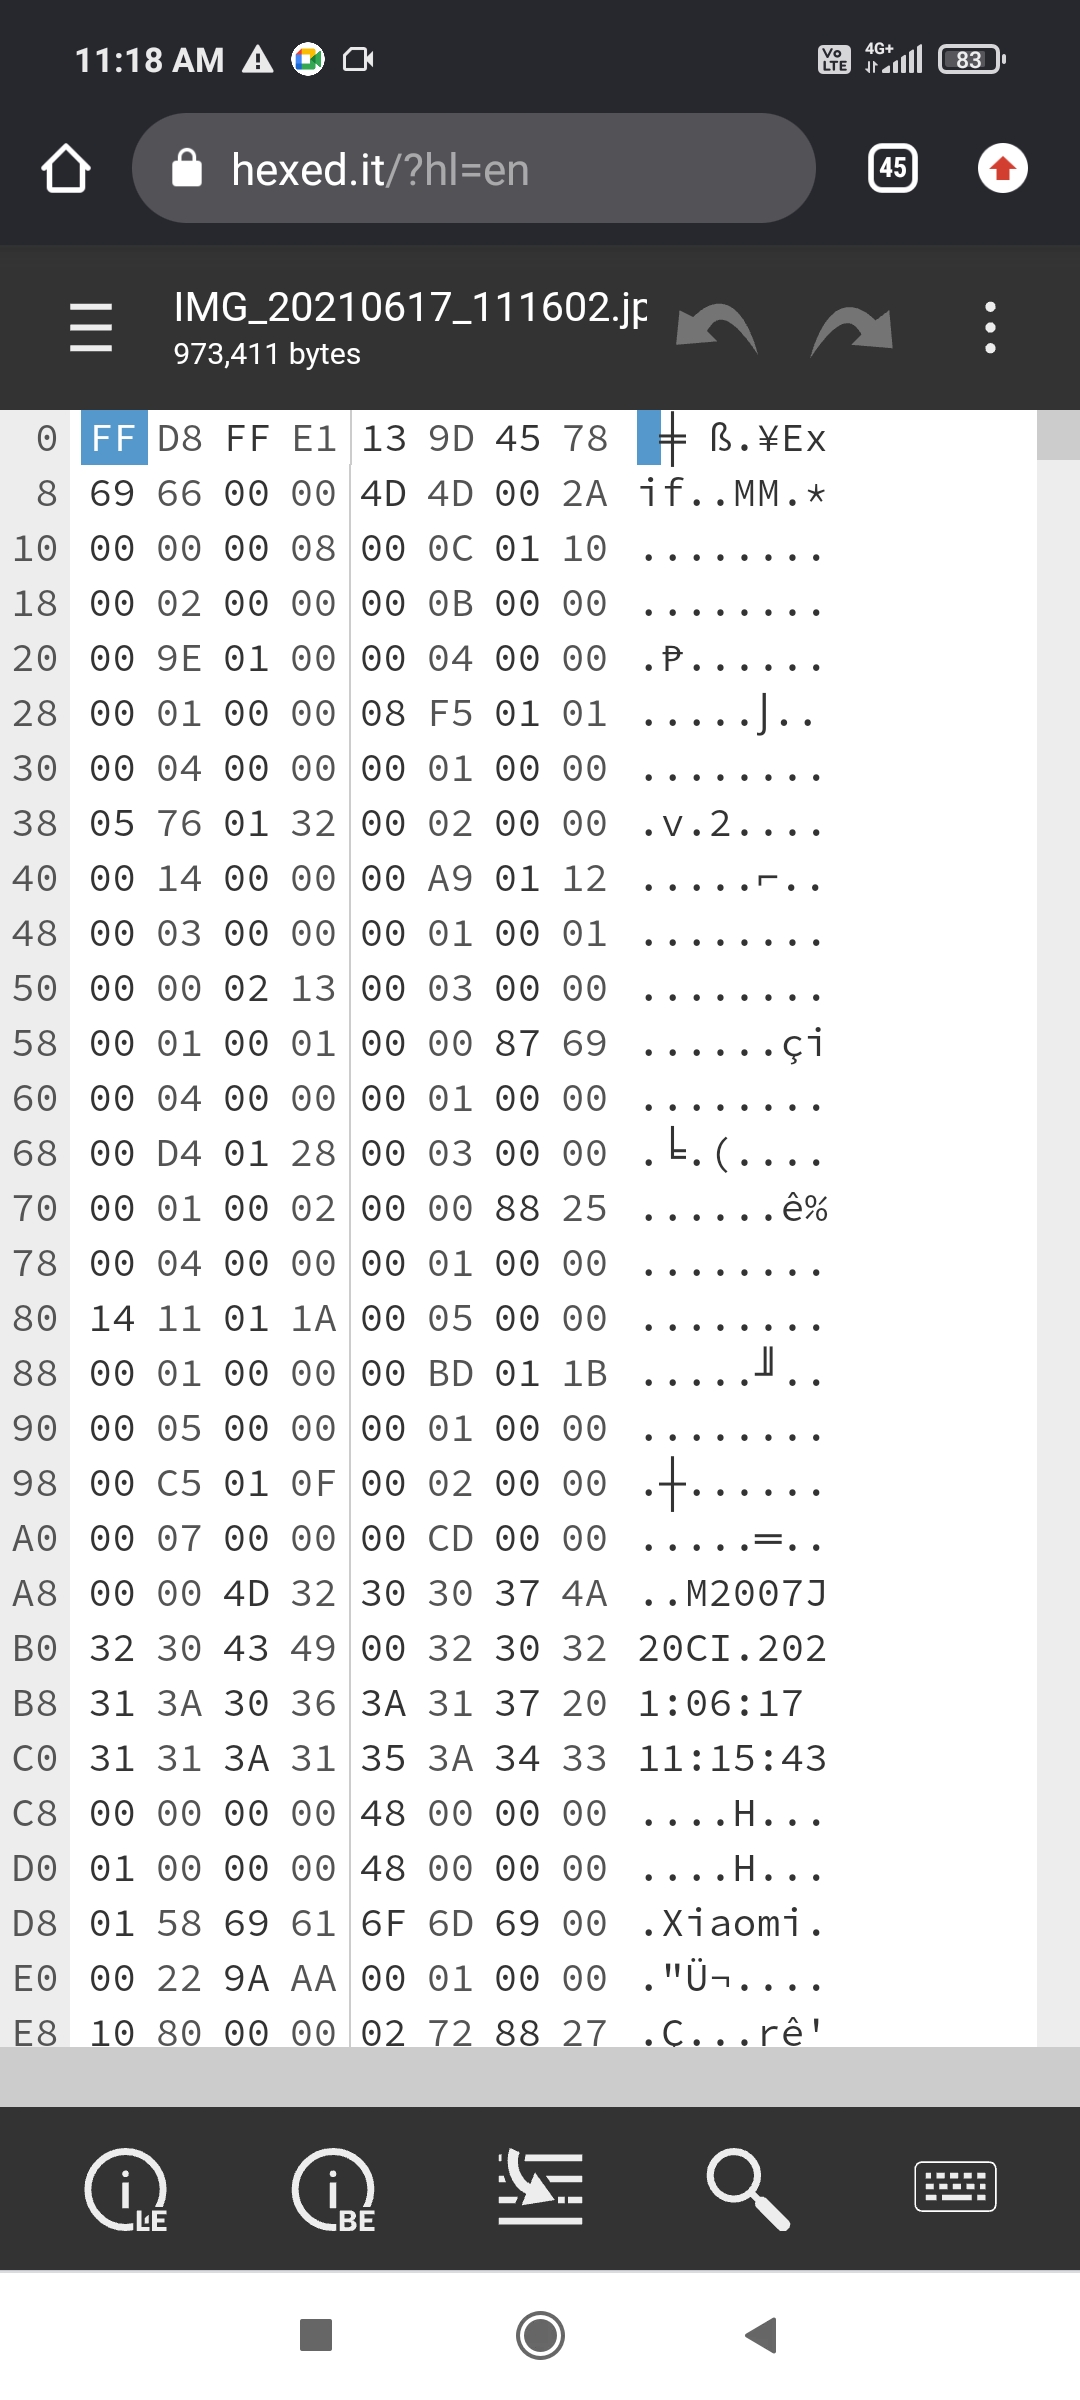 11:18 AM
Vo LTE 4G+ 83
hexed.it/?hl=en
45
IMG_20210617_111602.jp
973,411 bytes
0 FF D8 FF E1 13 9D 45 78 ╪ ß.¥Ex
8 69 66 00 00 4D 4D 00 2A if..MM.*
10 00 00 00 08 00 0C 01 10 ........
18 00 02 00 00 00 0B 00 00 ........
20 00 9E 01 00 00 04 00 00 .₧......
28 00 01 00 00 08 F5 01 01 .....⌡..
30 00 04 00 00 00 01 00 00 ........
38 05 76 01 32 00 02 00 00 .v.2....
40 00 14 00 00 00 A9 01 12 .....⌐..
48 00 03 00 00 00 01 00 01 ........
50 00 00 02 13 00 03 00 00 ........
58 00 01 00 01 00 00 87 69 ......çi
60 00 04 00 00 00 01 00 00 ........
68 00 D4 01 28 00 03 00 00 .╘.(....
70 00 01 00 02 00 00 88 25 ......ê%
78 00 04 00 00 00 01 00 00 ........
80 14 11 01 1A 00 05 00 00 ........
88 00 01 00 00 00 BD 01 1B .....╜..
90 00 05 00 00 00 01 00 00 ........
98 00 C5 01 0F 00 02 00 00 .┼......
A0 00 07 00 00 00 CD 00 00 .....═..
A8 00 00 4D 32 30 30 37 4A ..M2007J
B0 32 30 43 49 00 32 30 32 20CI.202
B8 31 3A 30 36 3A 31 37 20 1:06:17
C0 31 31 3A 31 35 3A 34 33 11:15:43
C8 00 00 00 00 48 00 00 00 ....H...
D0 01 00 00 00 48 00 00 00 ....H...
D8 01 58 69 61 6F 6D 69 00 .Xiaomi.
E0 00 22 9A AA 00 01 00 00 ."Ü¬....
E8 10 80 00 00 02 72 88 27 .Ç...rê'
i LE i BE